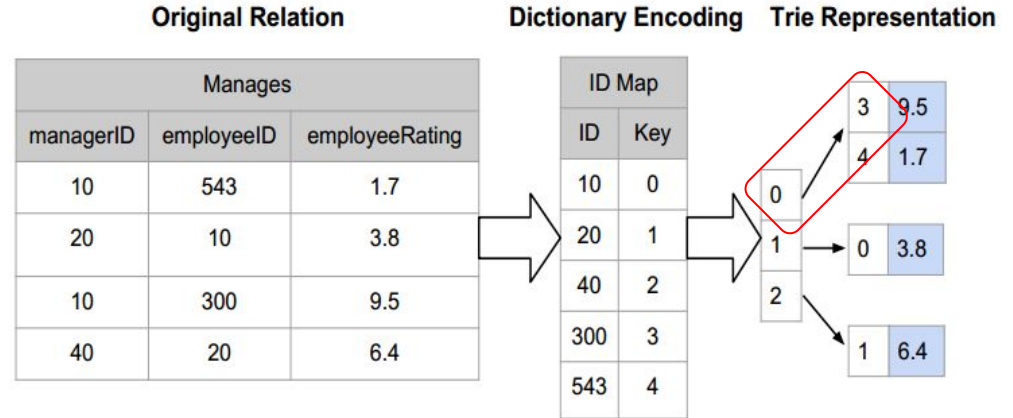 Original Relation
Dictionary Encoding
Trie Representation
Manages
managerID employeeID employeeRating
10 543 1.7
20 10 3.8
10 300 9.5
40 20 6.4
ID Map
ID Key
10 0
20 1
40 2
300 3
543 4
0
1
2
3 9.5
4 1.7
0 3.8
1 6.4